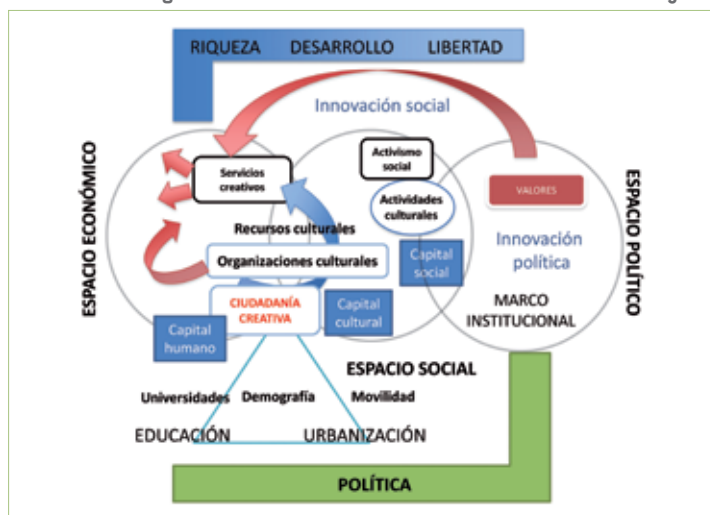 RIQUEZA DESARROLLO LIBERTAD
Innovación social
ESPACIO ECONÓMICO
Servicios
creativos
Activismo
social
Actividades
culturales
VALORES
ESPACIO POLÍTICO
Recursos culturales
Organizaciones culturales
Capital
social
Innovación
política
CIUDADANÍA
CREATIVA
Capital
cultural
MARCO
INSTITUCIONAL
Capital
humano
ESPACIO SOCIAL
Universidades Demografía Movilidad
EDUCACIÓN URBANIZACIÓN
POLÍTICA